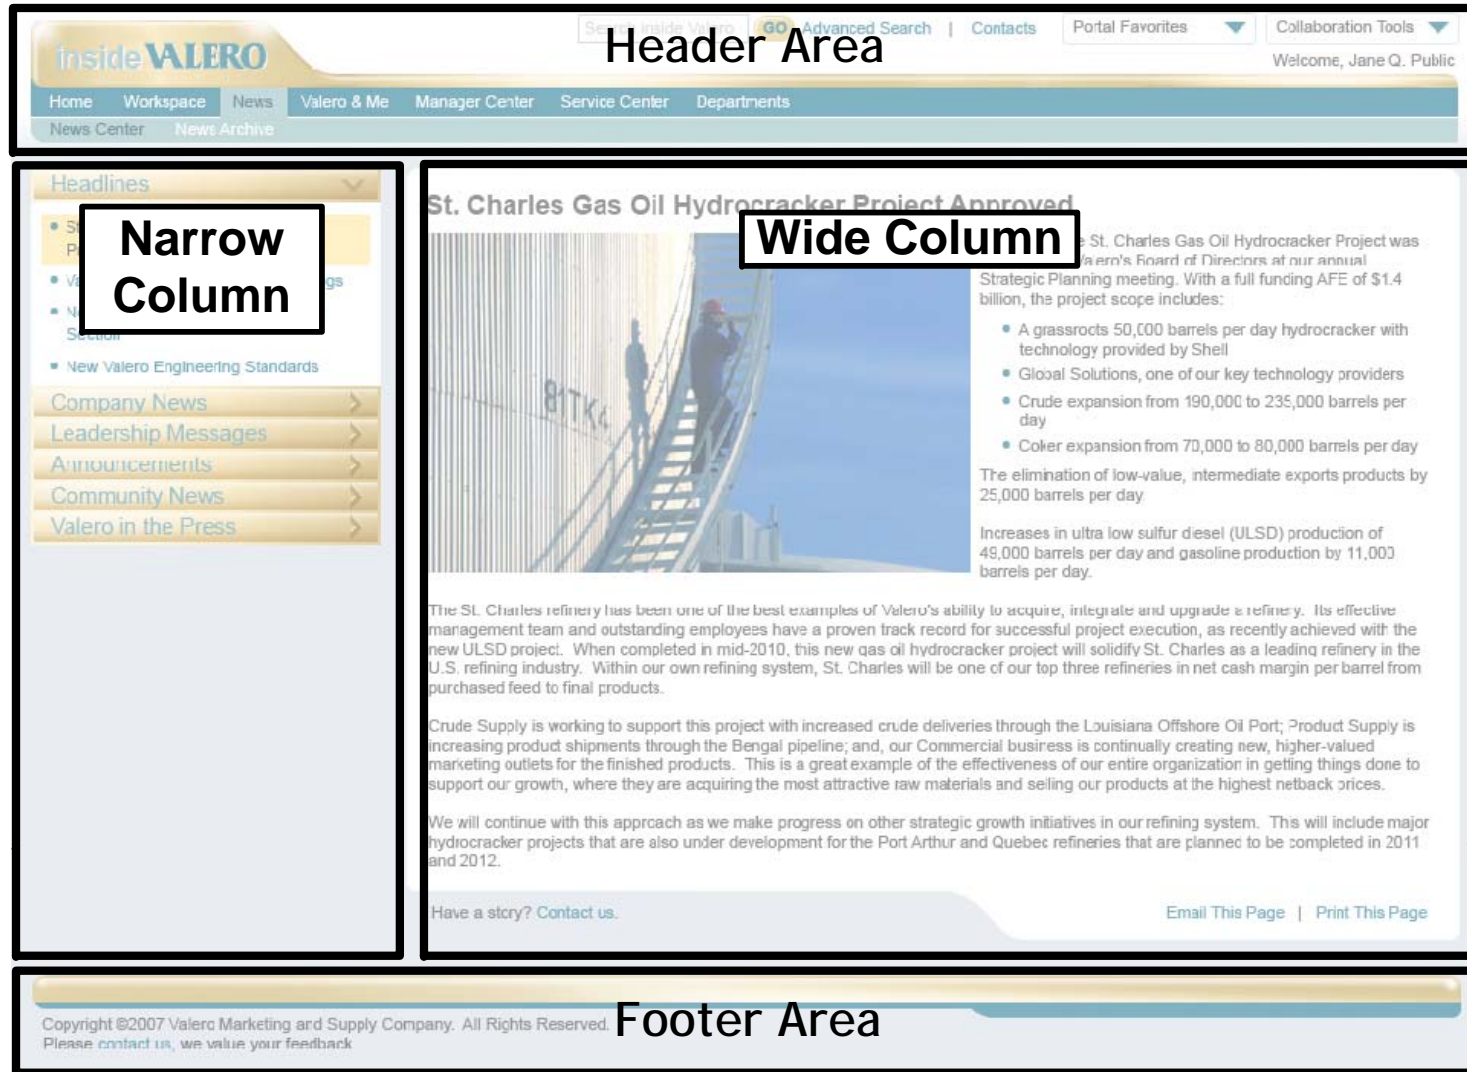 Search Inside Valero GO Advanced Search | Contacts Portal Favorites Collaboration Tools
Header Area
inside VALERO
Welcome, Jane Q. Public
Home Workspace News Valero & Me Manager Center Service Center Departments
News Center News Archive
Headlines
Narrow
Column
Section
New Valero Engineering Standards
Company News
Leadership Messages
Announcements
Community News
Valero in the Press
St. Charles Gas Oil Hydrocracker Project Approved
Wide Column
St. Charles Gas Oil Hydrocracker Project was
Valero's Board of Directors at our annual
Strategic Planning meeting. With a full funding AFE of $1.4
billion, the project scope includes:
A grassroots 50,000 barrels per day hydrocracker with
technology provided by Shell
Global Solutions, one of our key technology providers
Crude expansion from 190,000 to 235,000 barrels per
day
Coker expansion from 70,000 to 80,000 barrels per day
The elimination of low-value, intermediate exports products by
25,000 barrels per day.
Increases in ultra low sulfur diesel (ULSD) production of
49,000 barrels per day and gasoline production by 11,000
barrels per day.
81TK4
The St. Charles refinery has been one of the best examples of Valero's ability to acquire, integrate and upgrade a refinery. Its effective
management team and outstanding employees have a proven track record for successful project execution, as recently achieved with the
new ULSD project. When completed in mid-2010, this new gas oil hydrocracker project will solidify St. Charles as a leading refinery in the
U.S. refining industry. Within our own refining system, St. Charles will be one of our top three refineries in net cash margin per barrel from
purchased feed to final products.
Crude Supply is working to support this project with increased crude deliveries through the Louisiana Offshore Oil Port; Product Supply is
increasing product shipments through the Bengal pipeline; and, our Commercial business is continually creating new, higher-valued
marketing outlets for the finished products. This is a great example of the effectiveness of our entire organization in getting things done to
support our growth, where they are acquiring the most attractive raw materials and selling our products at the highest netback prices.
We will continue with this approach as we make progress on other strategic growth initiatives in our refining system. This will include major
hydrocracker projects that are also under development for the Port Arthur and Quebec refineries that are planned to be completed in 2011
and 2012.
Have a story? Contact us. Email This Page | Print This Page
Footer Area
Copyright ©2007 Valero Marketing and Supply Company. All Rights Reserved.
Please contact us, we value your feedback